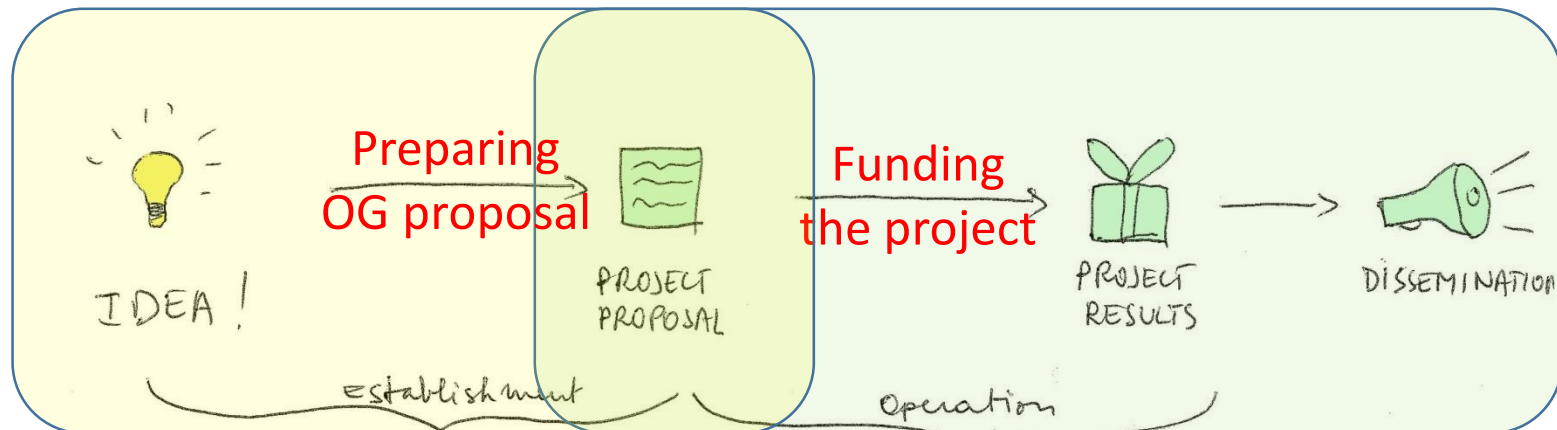 Preparing
OG proposal
Funding
the project
IDEA !
PROJECT
PROPOSAL
PROJECT
RESULTS
DISSEMINATION
Establishment
Operation